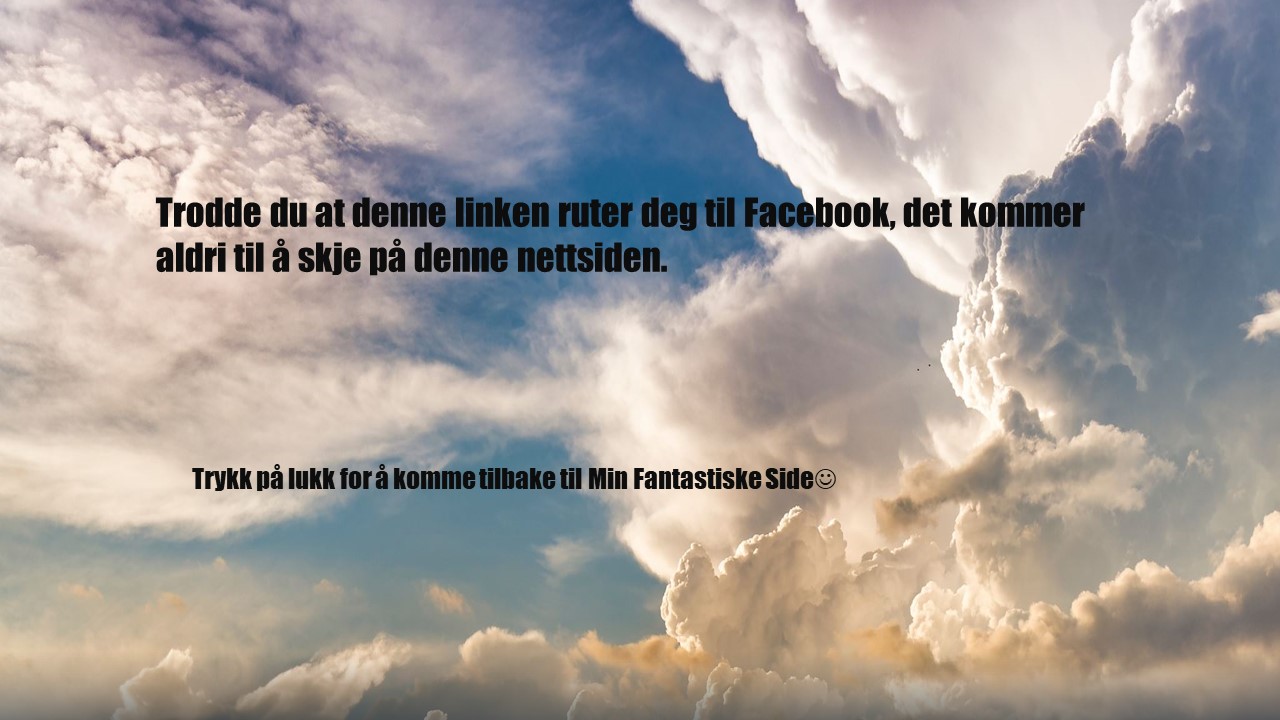 Trodde du at denne linken ruter deg til Facebook, det kommer
aldri til å skje på denne nettsiden.
Trykk på lukk for å komme tilbake til Min Fantastiske Side☺